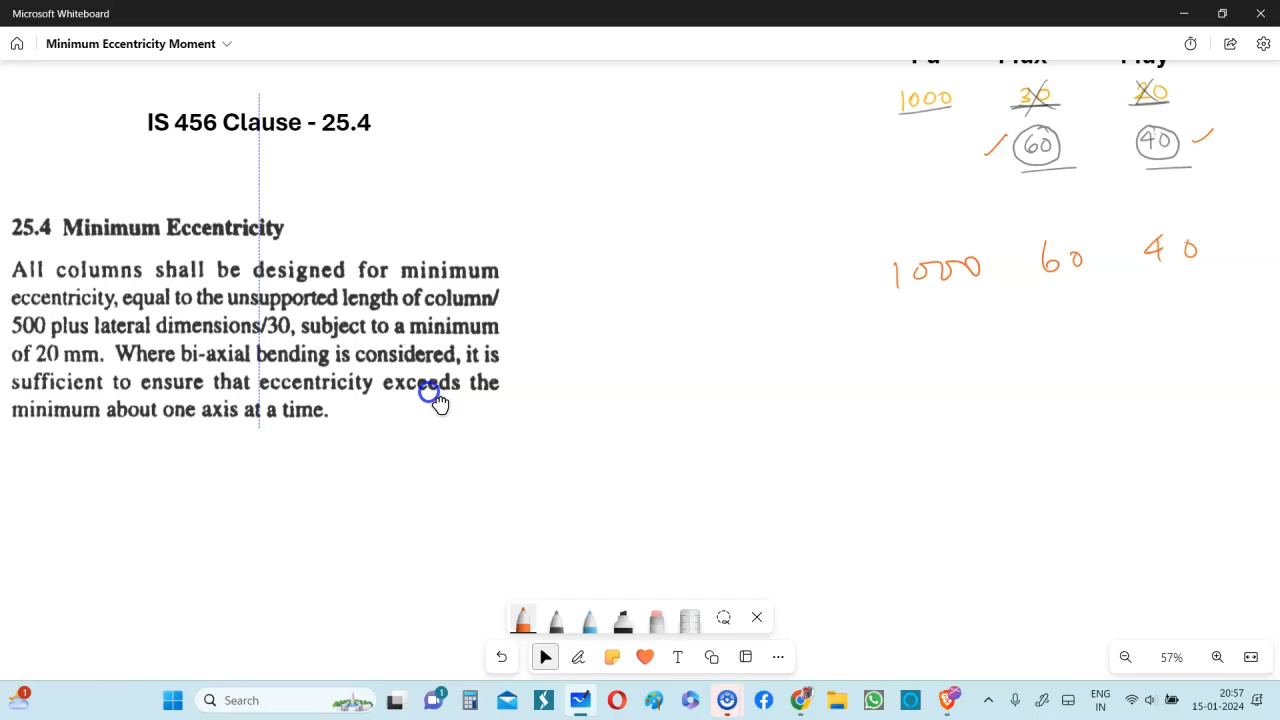 Microsoft Whiteboard
Minimum Eccentricity Moment
IS 456 Clause - 25.4
1000 30 20
60 40
1000 60 40
25.4 Minimum Eccentricity
All columns shall be designed for minimum
eccentricity, equal to the unsupported length of column/
500 plus lateral dimensions/30, subject to a minimum
of 20 mm. Where bi-axial bending is considered, it is
sufficient to ensure that eccentricity exceeds the
minimum about one axis at a time.
57%
1
Search
1
ENG
IN
20:57
15-01-2024